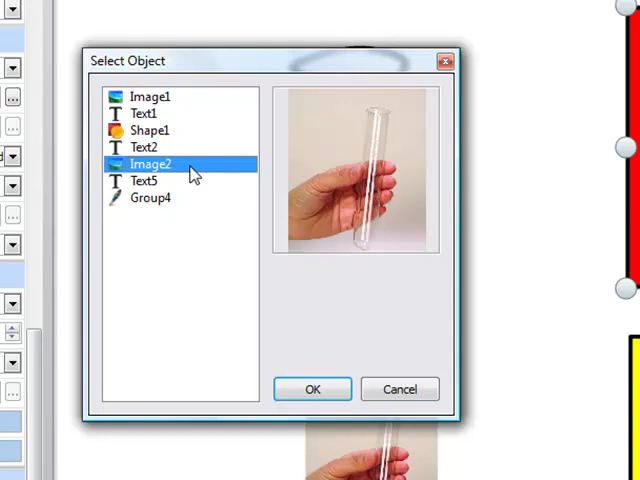 Select Object
Image1
Text1
Shape1
Text2
Image2
Text5
Group4
OK
Cancel